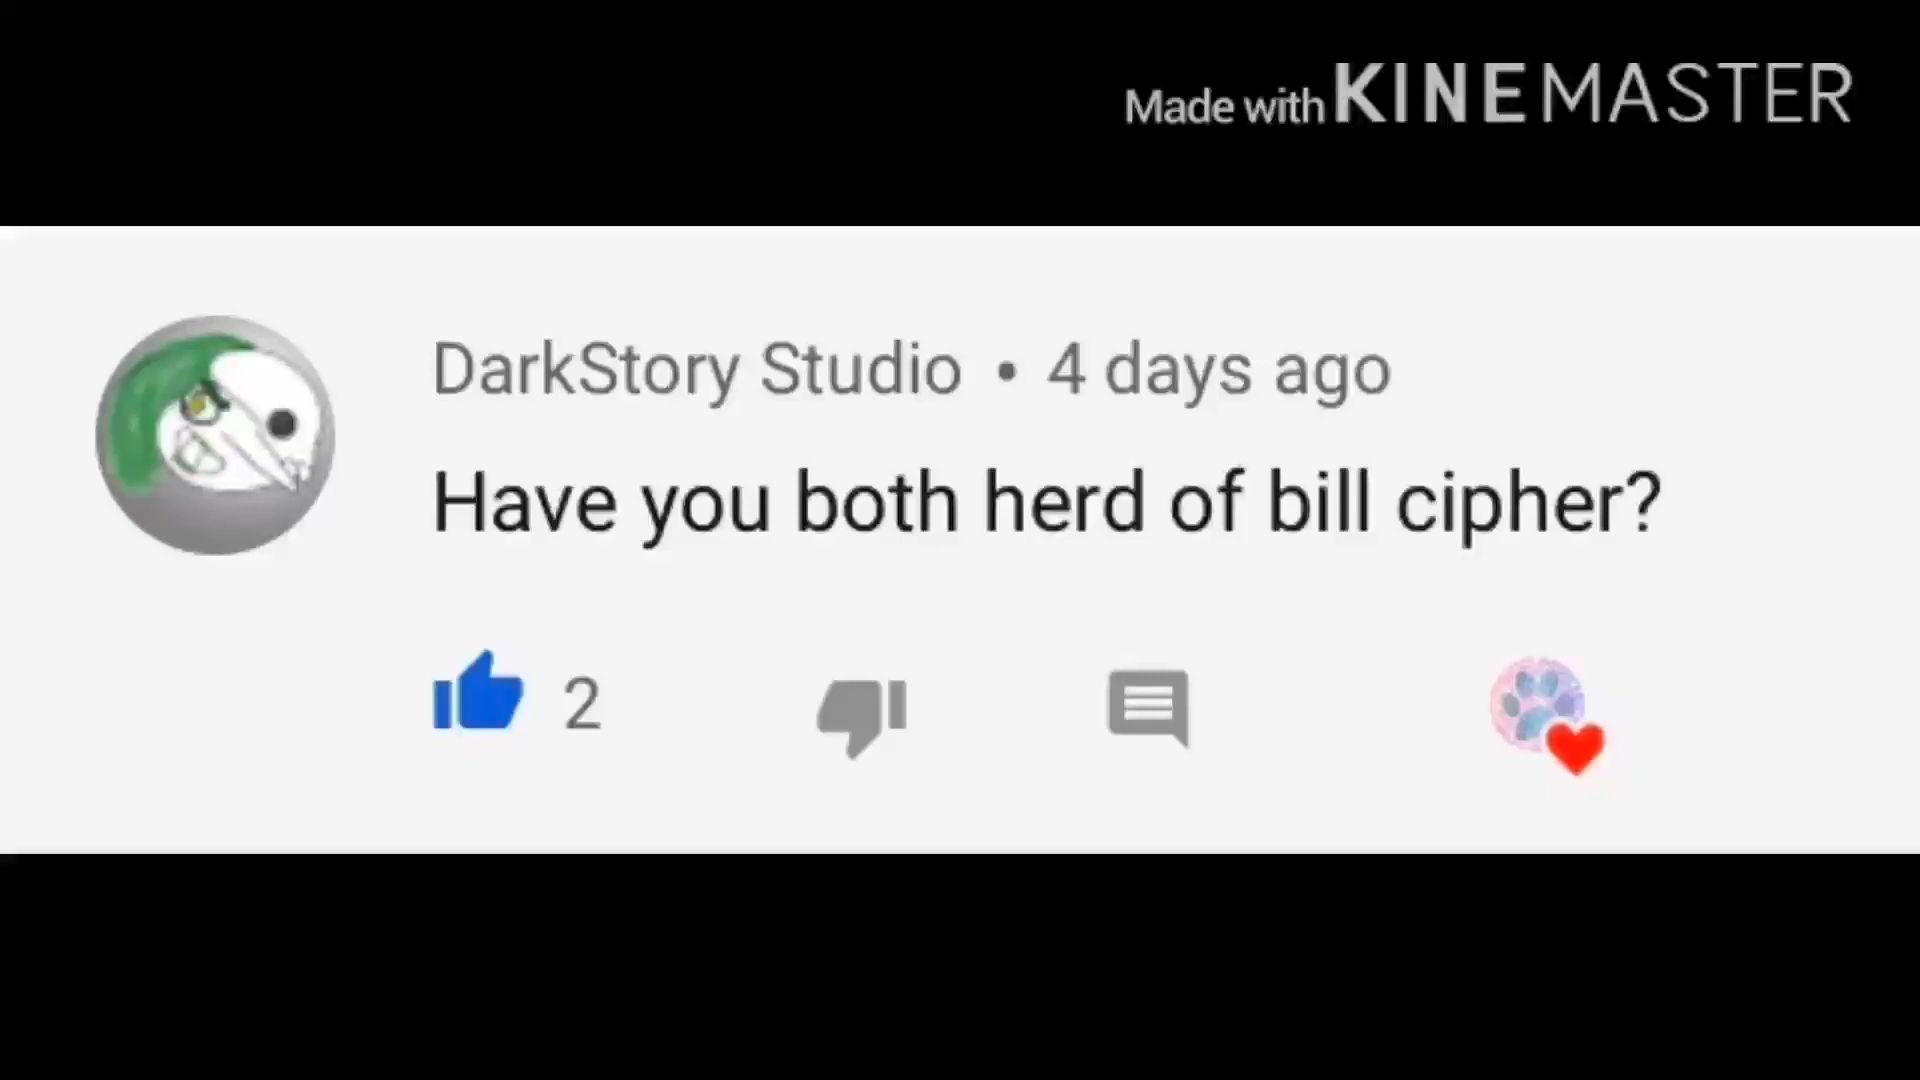 Made with KINEMASTER
DarkStory Studio • 4 days ago
Have you both herd of bill cipher?
2